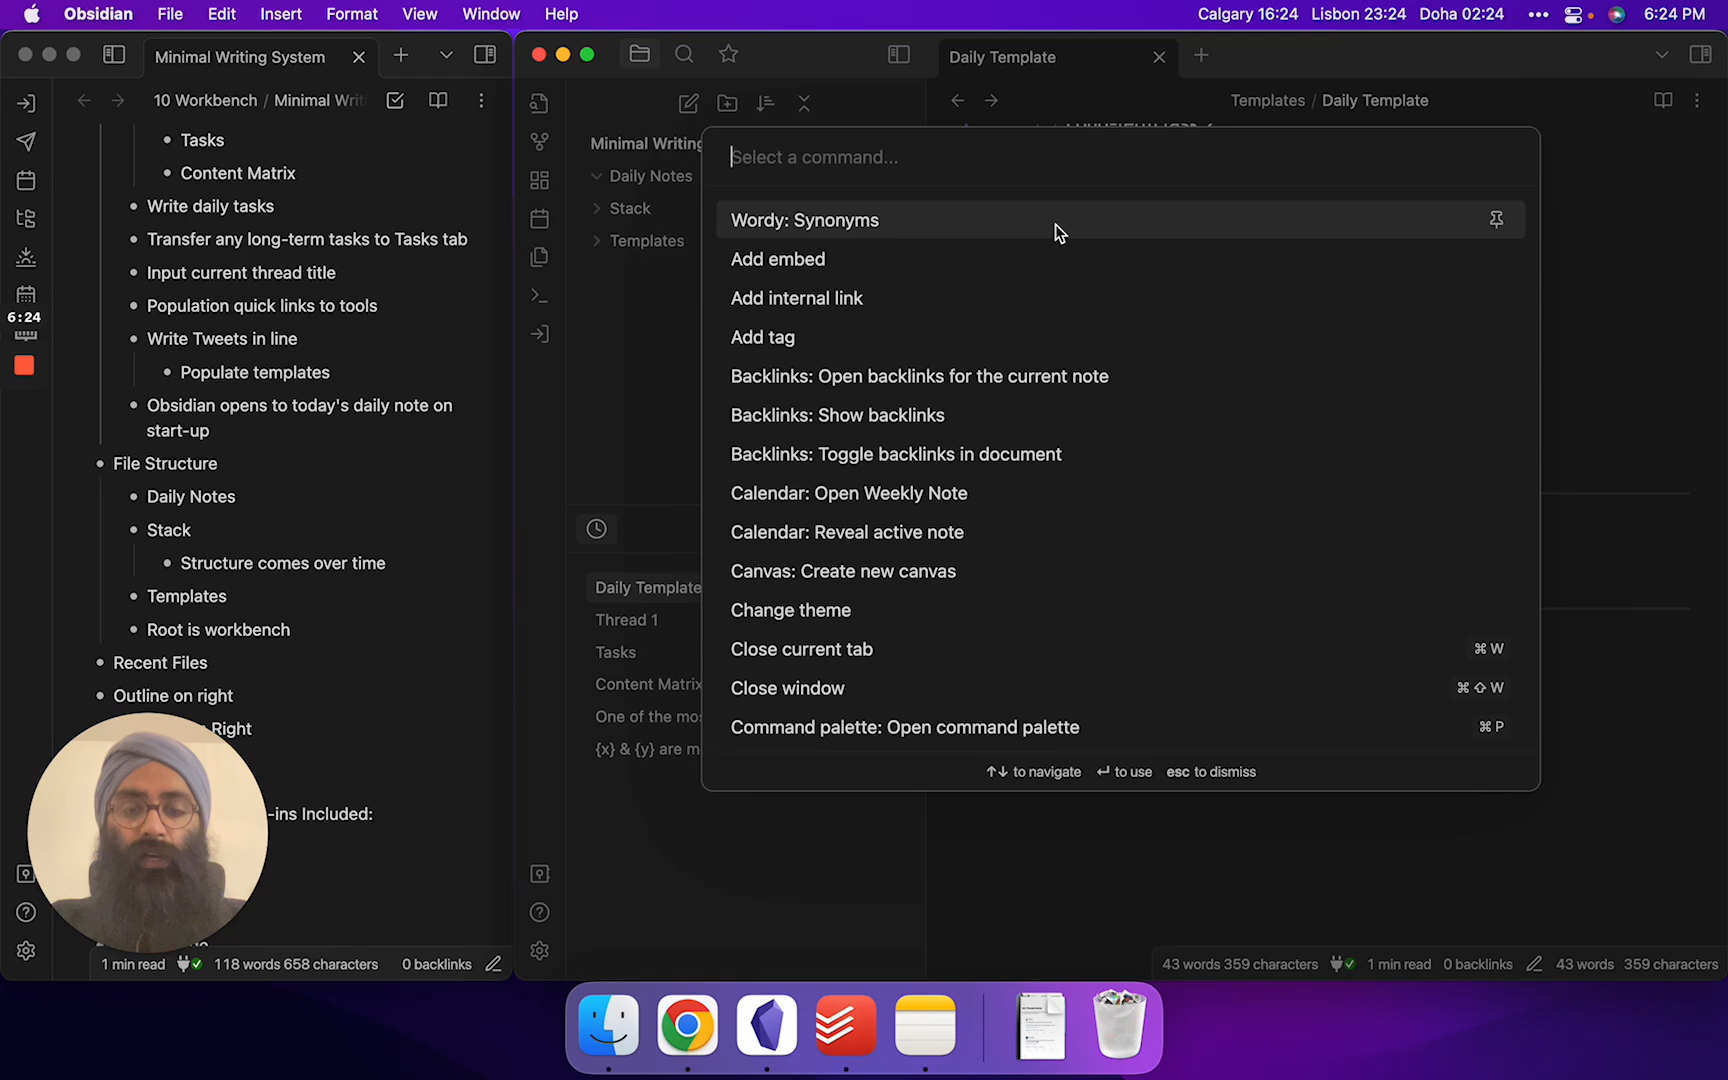 Obsidian File Edit Insert Format View Window Help
Calgary 16:24 Lisbon 23:24 Doha 02:24 6:24 PM
Minimal Writing System
10 Workbench / Minimal Writ
Tasks
Content Matrix
Write daily tasks
Transfer any long-term tasks to Tasks tab
Input current thread title
Population quick links to tools
Write Tweets in line
Populate templates
Obsidian opens to today's daily note on
start-up
File Structure
Daily Notes
Stack
Structure comes over time
Templates
Root is workbench
Recent Files
Outline on right
Right
-ins Included:
6:24
1 min read 118 words 658 characters 0 backlinks
Minimal Writing
Daily Notes
Stack
Templates
Daily Template
Thread 1
Tasks
Content Matrix
One of the mo
{x} & {y} are m
Daily Template
Templates / Daily Template
Select a command...
Wordy: Synonyms
Add embed
Add internal link
Add tag
Backlinks: Open backlinks for the current note
Backlinks: Show backlinks
Backlinks: Toggle backlinks in document
Calendar: Open Weekly Note
Calendar: Reveal active note
Canvas: Create new canvas
Change theme
Close current tab ⌘ W
Close window ⌘ ⇧ W
Command palette: Open command palette ⌘ P
↑↓ to navigate ↵ to use esc to dismiss
43 words 359 characters 1 min read 0 backlinks 43 words 359 characters